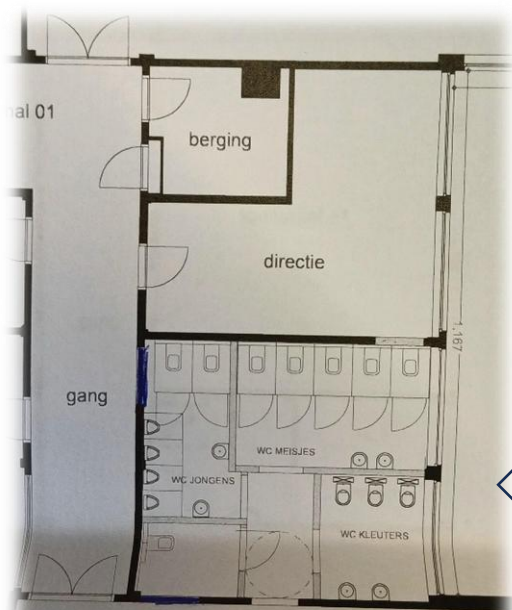 al 01
berging
directie
1,167
gang
WC MEISJES
WC JONGENS
WC KLEUTERS